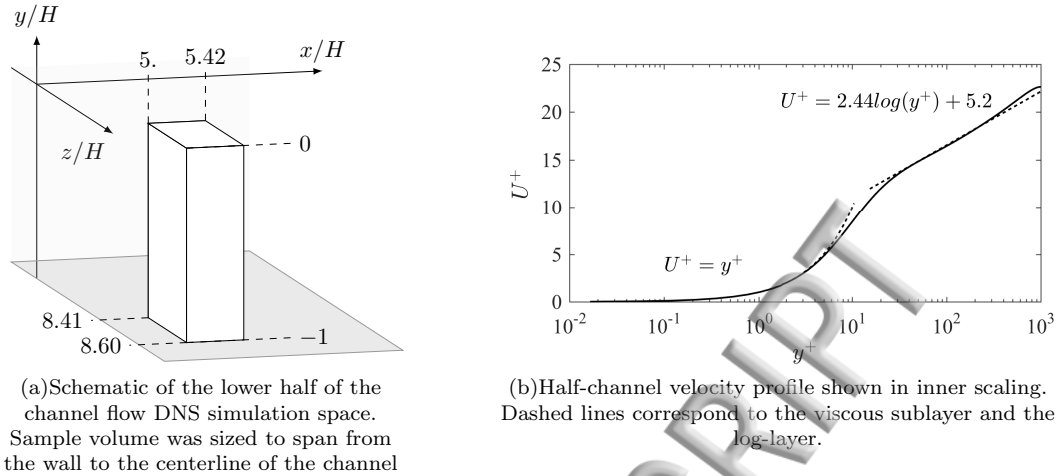 y/H
x/H
z/H
5.
5.42
0
8.41
8.60
−1
(a)Schematic of the lower half of the
channel flow DNS simulation space.
Sample volume was sized to span from
the wall to the centerline of the channel
25
20
15
10
5
0
U⁺
U⁺ = 2.44log(y⁺) + 5.2
U⁺ = y⁺
10⁻² 10⁻¹ 10⁰ 10¹ 10² 10³
y⁺
(b)Half-channel velocity profile shown in inner scaling.
Dashed lines correspond to the viscous sublayer and the
log-layer.
SCRIPT